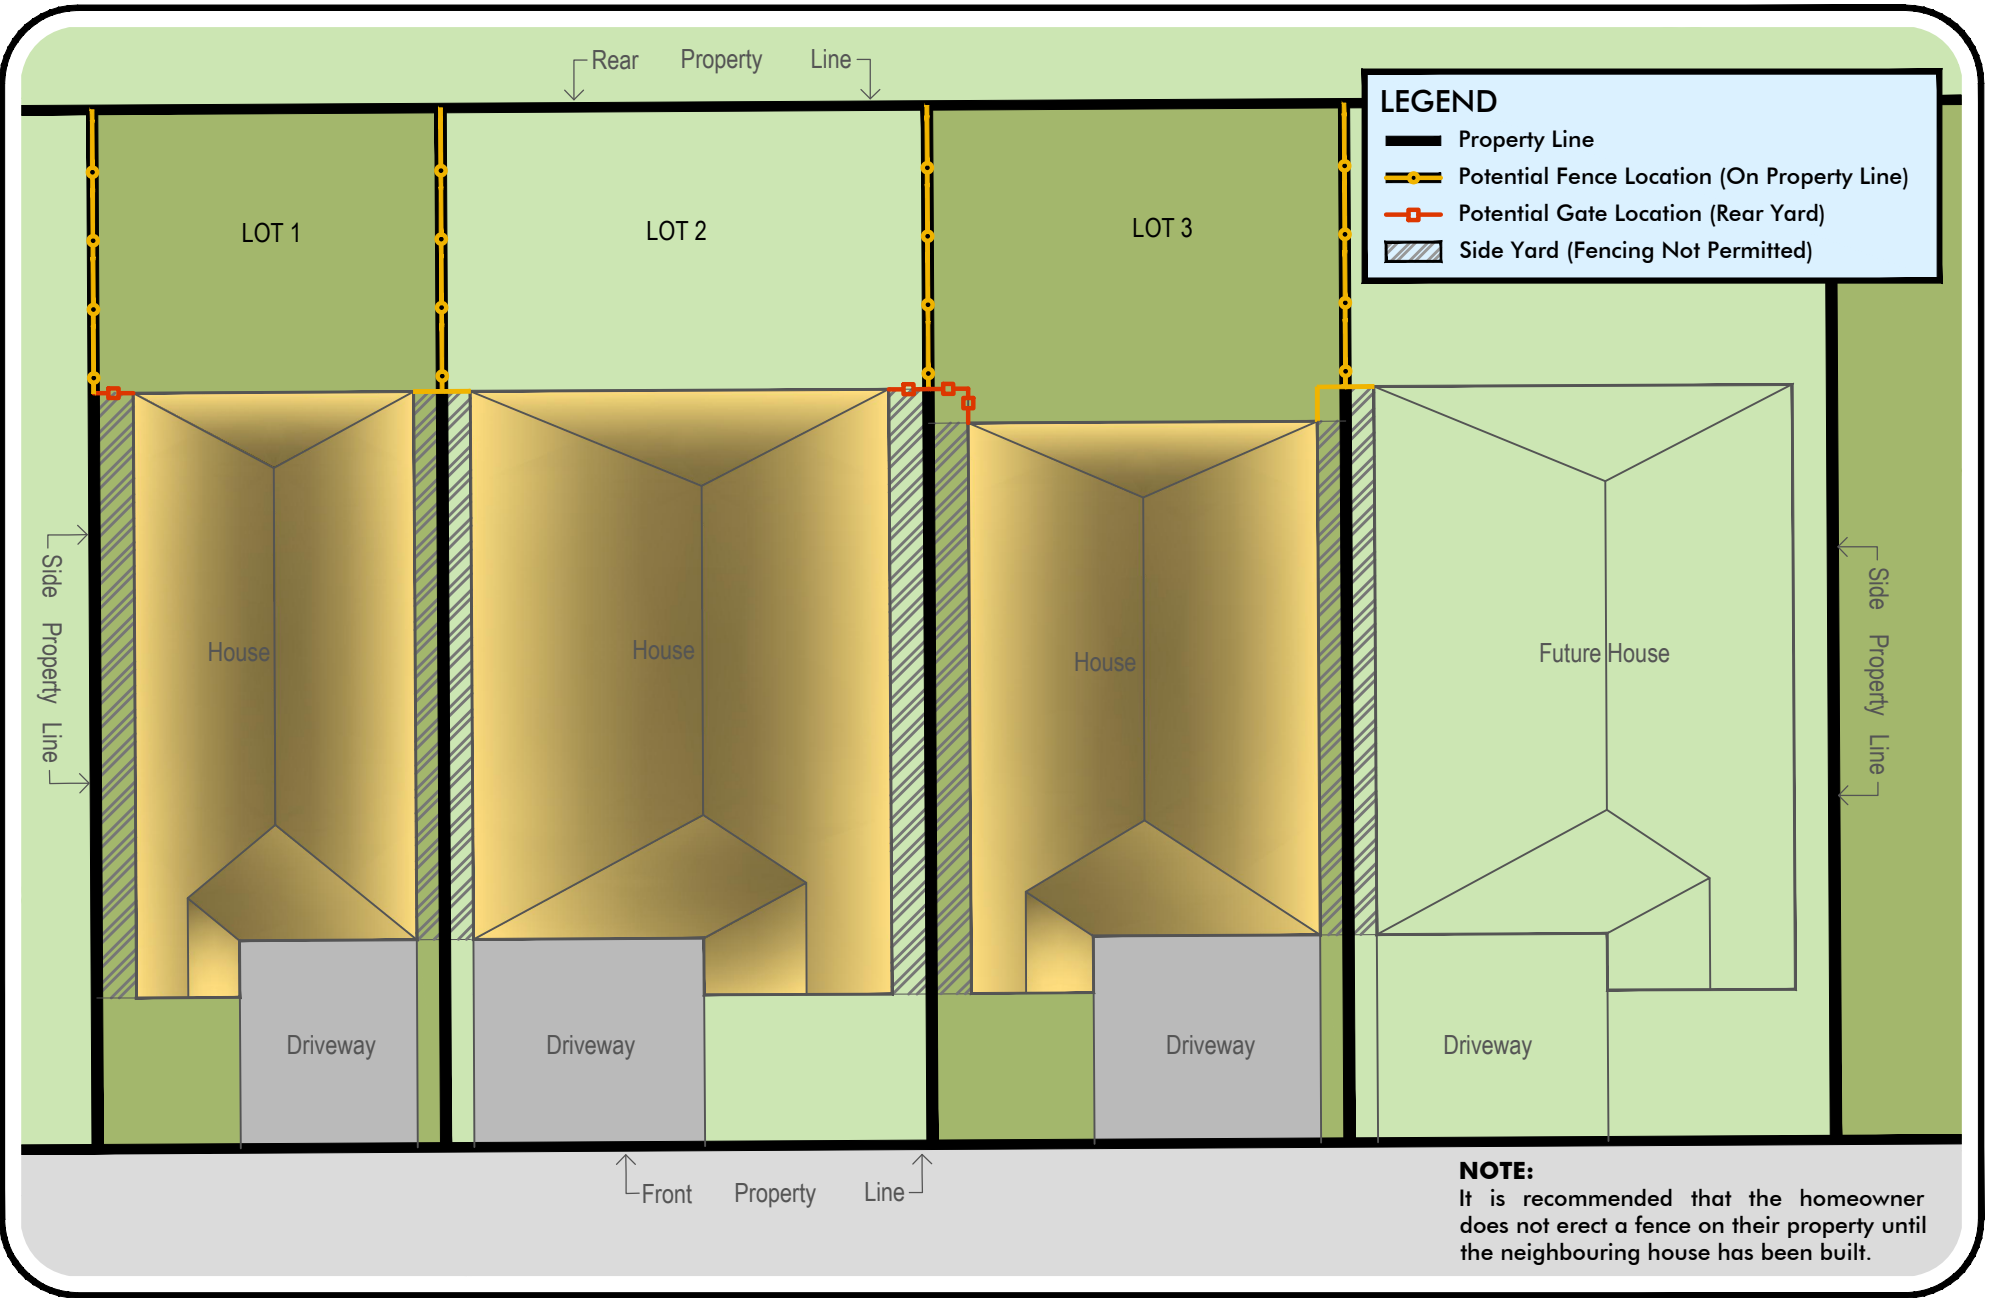 Rear Property Line
LEGEND
Property Line
Potential Fence Location (On Property Line)
Potential Gate Location (Rear Yard)
Side Yard (Fencing Not Permitted)
LOT 1
LOT 2
LOT 3
Side Property Line
House
House
House
Future House
Side Property Line
Driveway
Driveway
Driveway
Driveway
Front Property Line
NOTE:
It is recommended that the homeowner
does not erect a fence on their property until
the neighbouring house has been built.